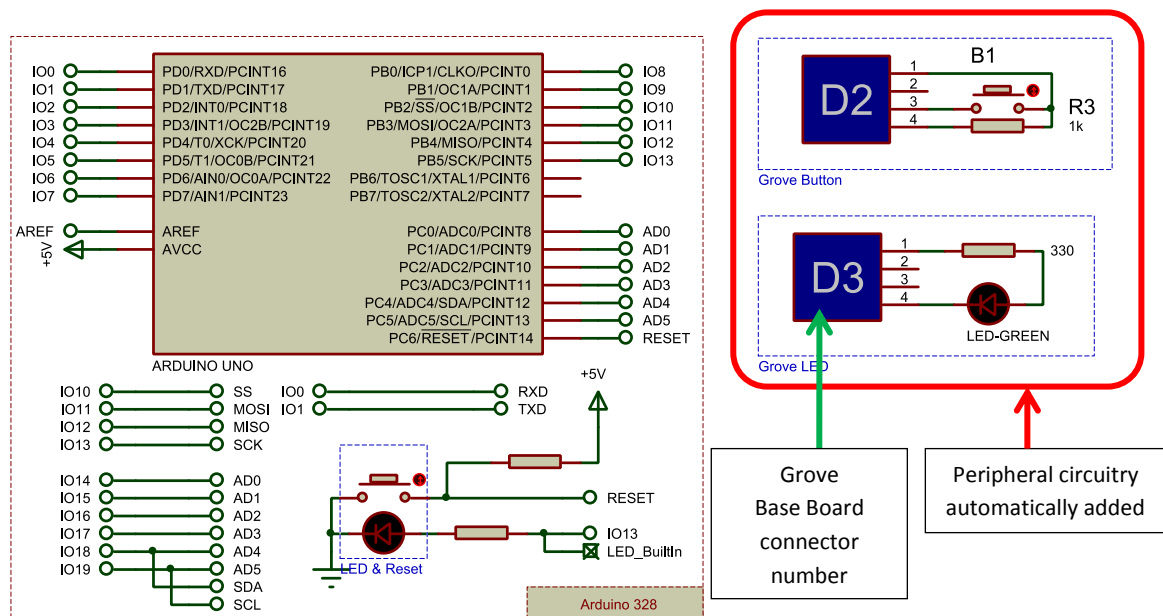 IO0
IO1
IO2
IO3
IO4
IO5
IO6
IO7
AREF
+5V
PD0/RXD/PCINT16
PD1/TXD/PCINT17
PD2/INT0/PCINT18
PD3/INT1/OC2B/PCINT19
PD4/T0/XCK/PCINT20
PD5/T1/OC0B/PCINT21
PD6/AIN0/OC0A/PCINT22
PD7/AIN1/PCINT23
AREF
AVCC
PB0/ICP1/CLKO/PCINT0
PB1/OC1A/PCINT1
PB2/SS/OC1B/PCINT2
PB3/MOSI/OC2A/PCINT3
PB4/MISO/PCINT4
PB5/SCK/PCINT5
PB6/TOSC1/XTAL1/PCINT6
PB7/TOSC2/XTAL2/PCINT7
PC0/ADC0/PCINT8
PC1/ADC1/PCINT9
PC2/ADC2/PCINT10
PC3/ADC3/PCINT11
PC4/ADC4/SDA/PCINT12
PC5/ADC5/SCL/PCINT13
PC6/RESET/PCINT14
IO8
IO9
IO10
IO11
IO12
IO13
AD0
AD1
AD2
AD3
AD4
AD5
RESET
ARDUINO UNO
IO10 SS
IO11 MOSI
IO12 MISO
IO13 SCK
IO0 RXD
IO1 TXD
IO14 AD0
IO15 AD1
IO16 AD2
IO17 AD3
IO18 AD4
IO19 AD5
SDA
SCL
+5V
RESET
IO13
LED_BuiltIn
LED & Reset
Arduino 328
D2
1
2
3
4
B1
R3
1k
Grove Button
D3
1
2
3
4
330
LED-GREEN
Grove LED
Grove
Base Board
connector
number
Peripheral circuitry
automatically added